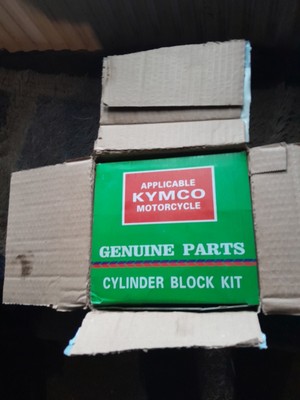 APPLICABLE
KYMCO
MOTORCYCLE
GENUINE PARTS
CYLINDER BLOCK KIT